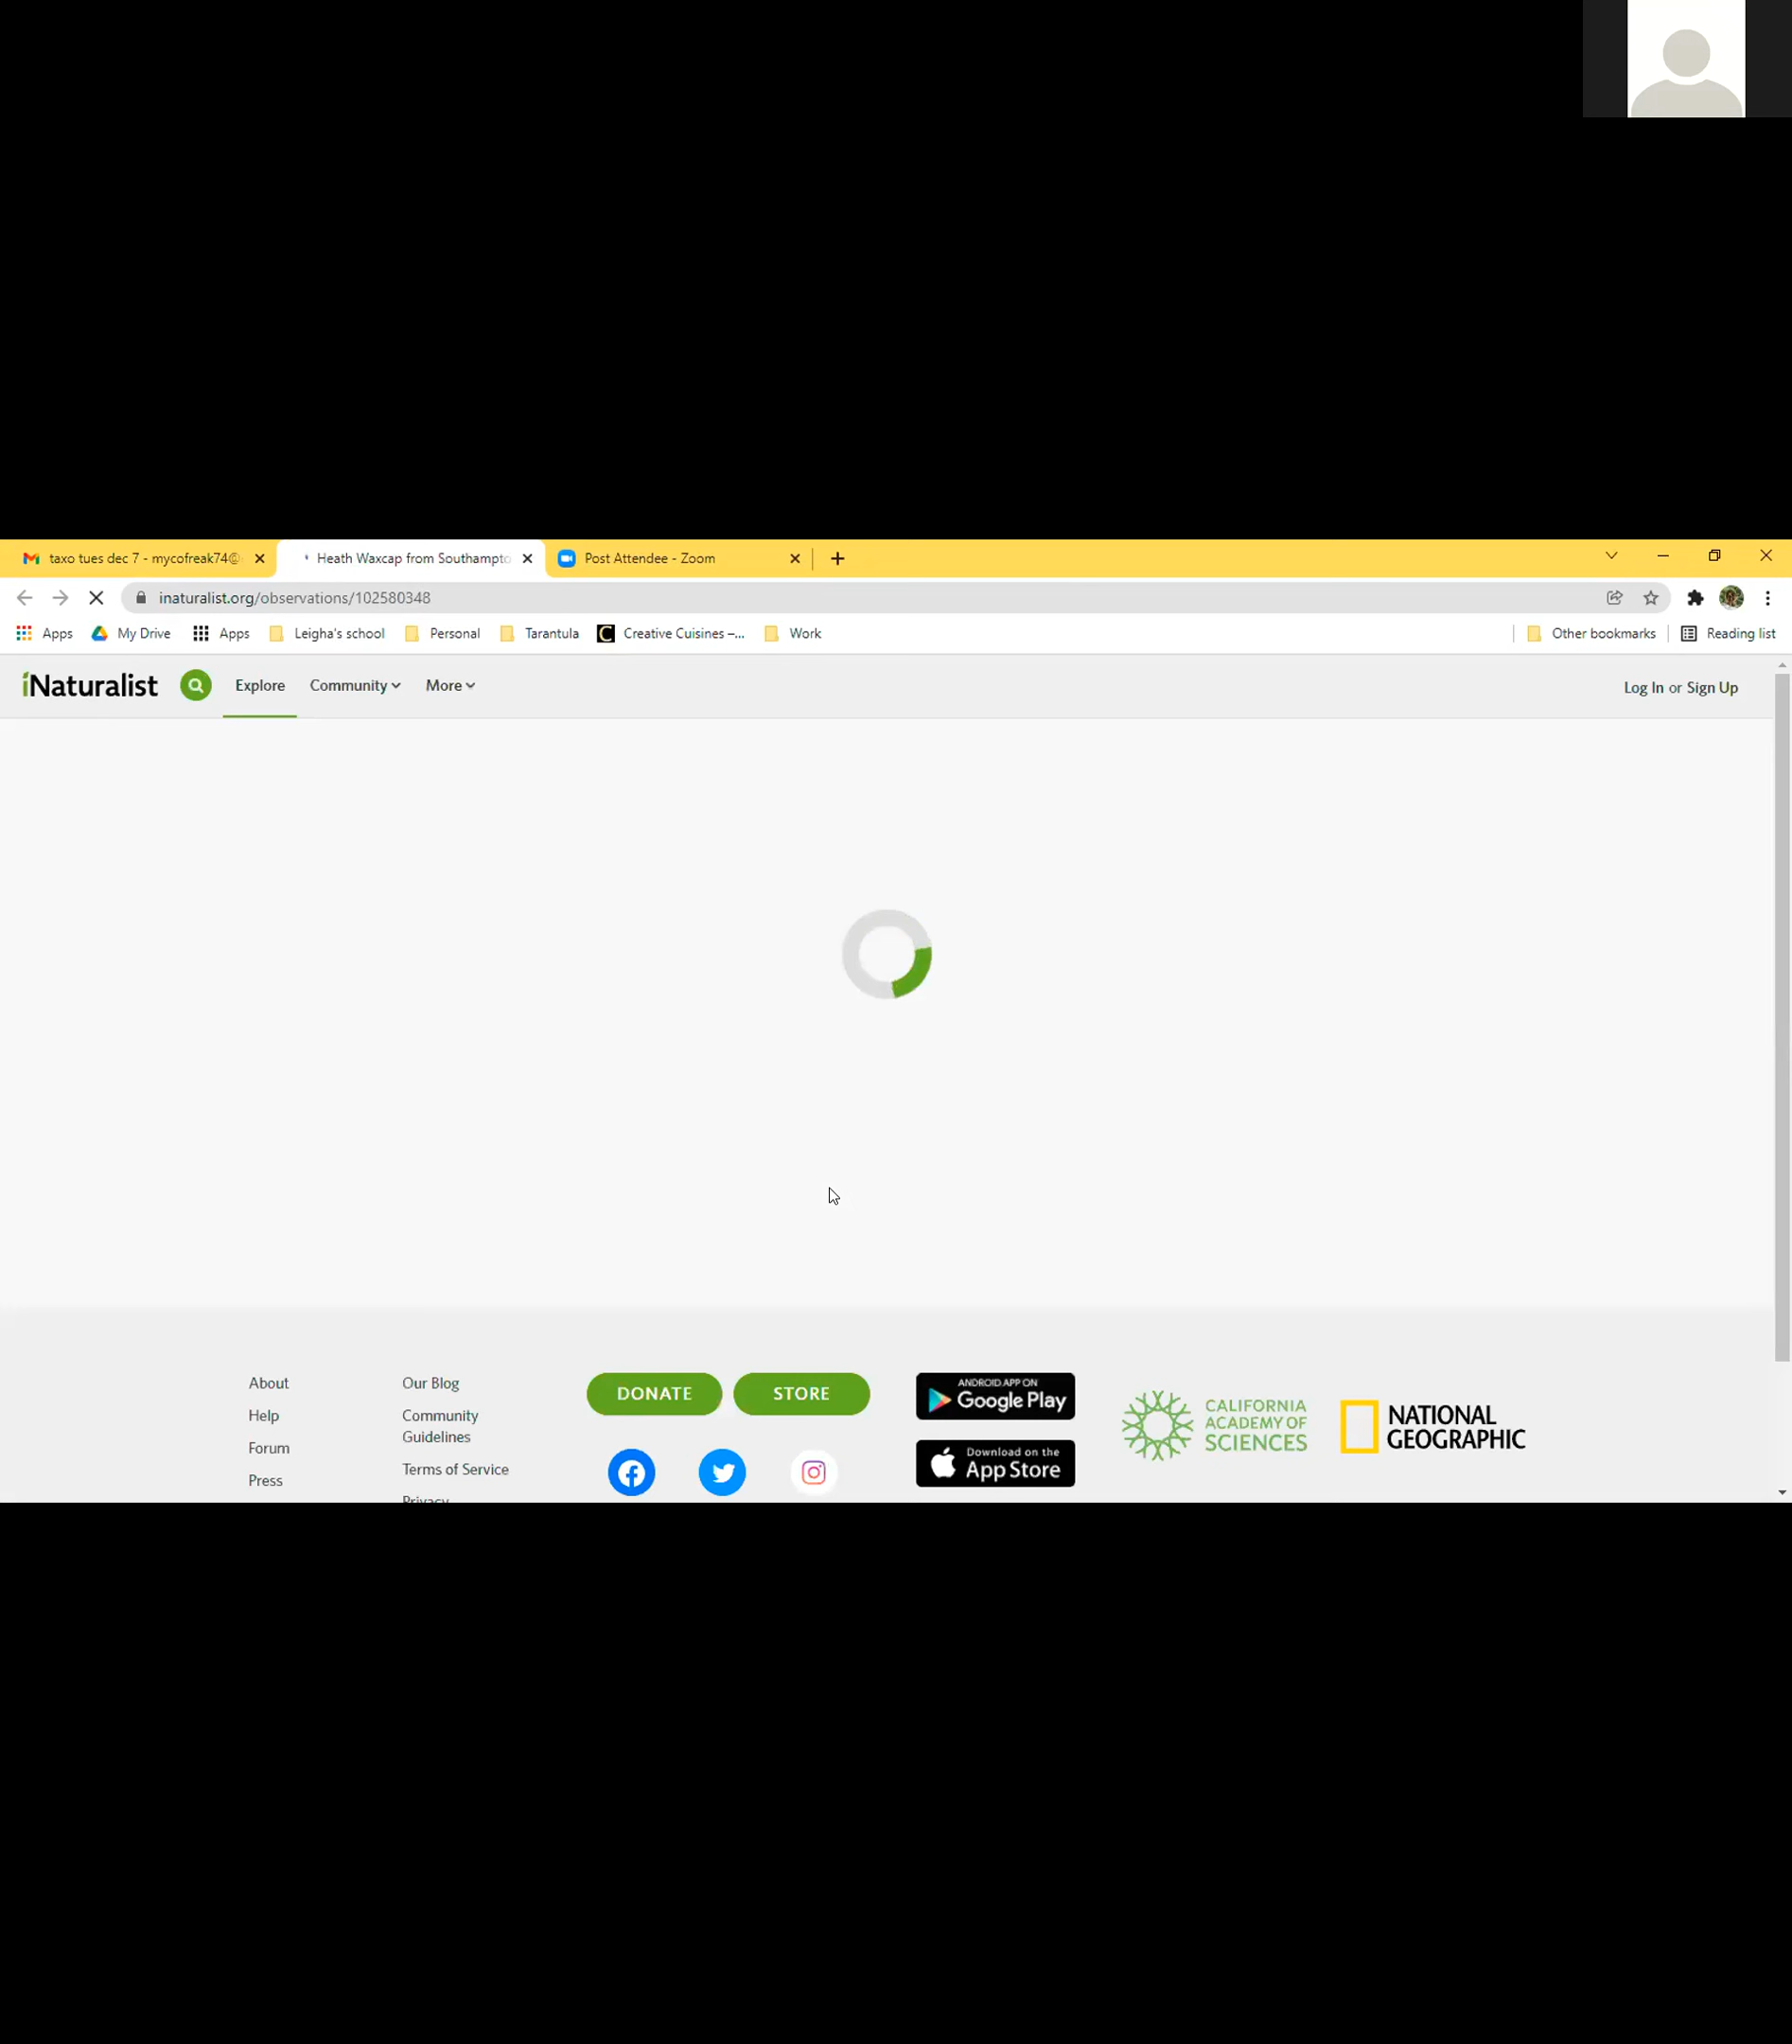 taxo tues dec 7 - mycofreak74@
Heath Waxcap from Southampto
Post Attendee - Zoom
inaturalist.org/observations/102580348
Apps
My Drive
Apps
Leigha's school
Personal
Tarantula
Creative Cuisines –...
Work
Other bookmarks
Reading list
iNaturalist
Explore
Community
More
Log In or Sign Up
About
Help
Forum
Press
Our Blog
Community
Guidelines
Terms of Service
Privacy
DONATE
STORE
ANDROID APP ON
Google Play
Download on the
App Store
CALIFORNIA
ACADEMY OF
SCIENCES
NATIONAL
GEOGRAPHIC